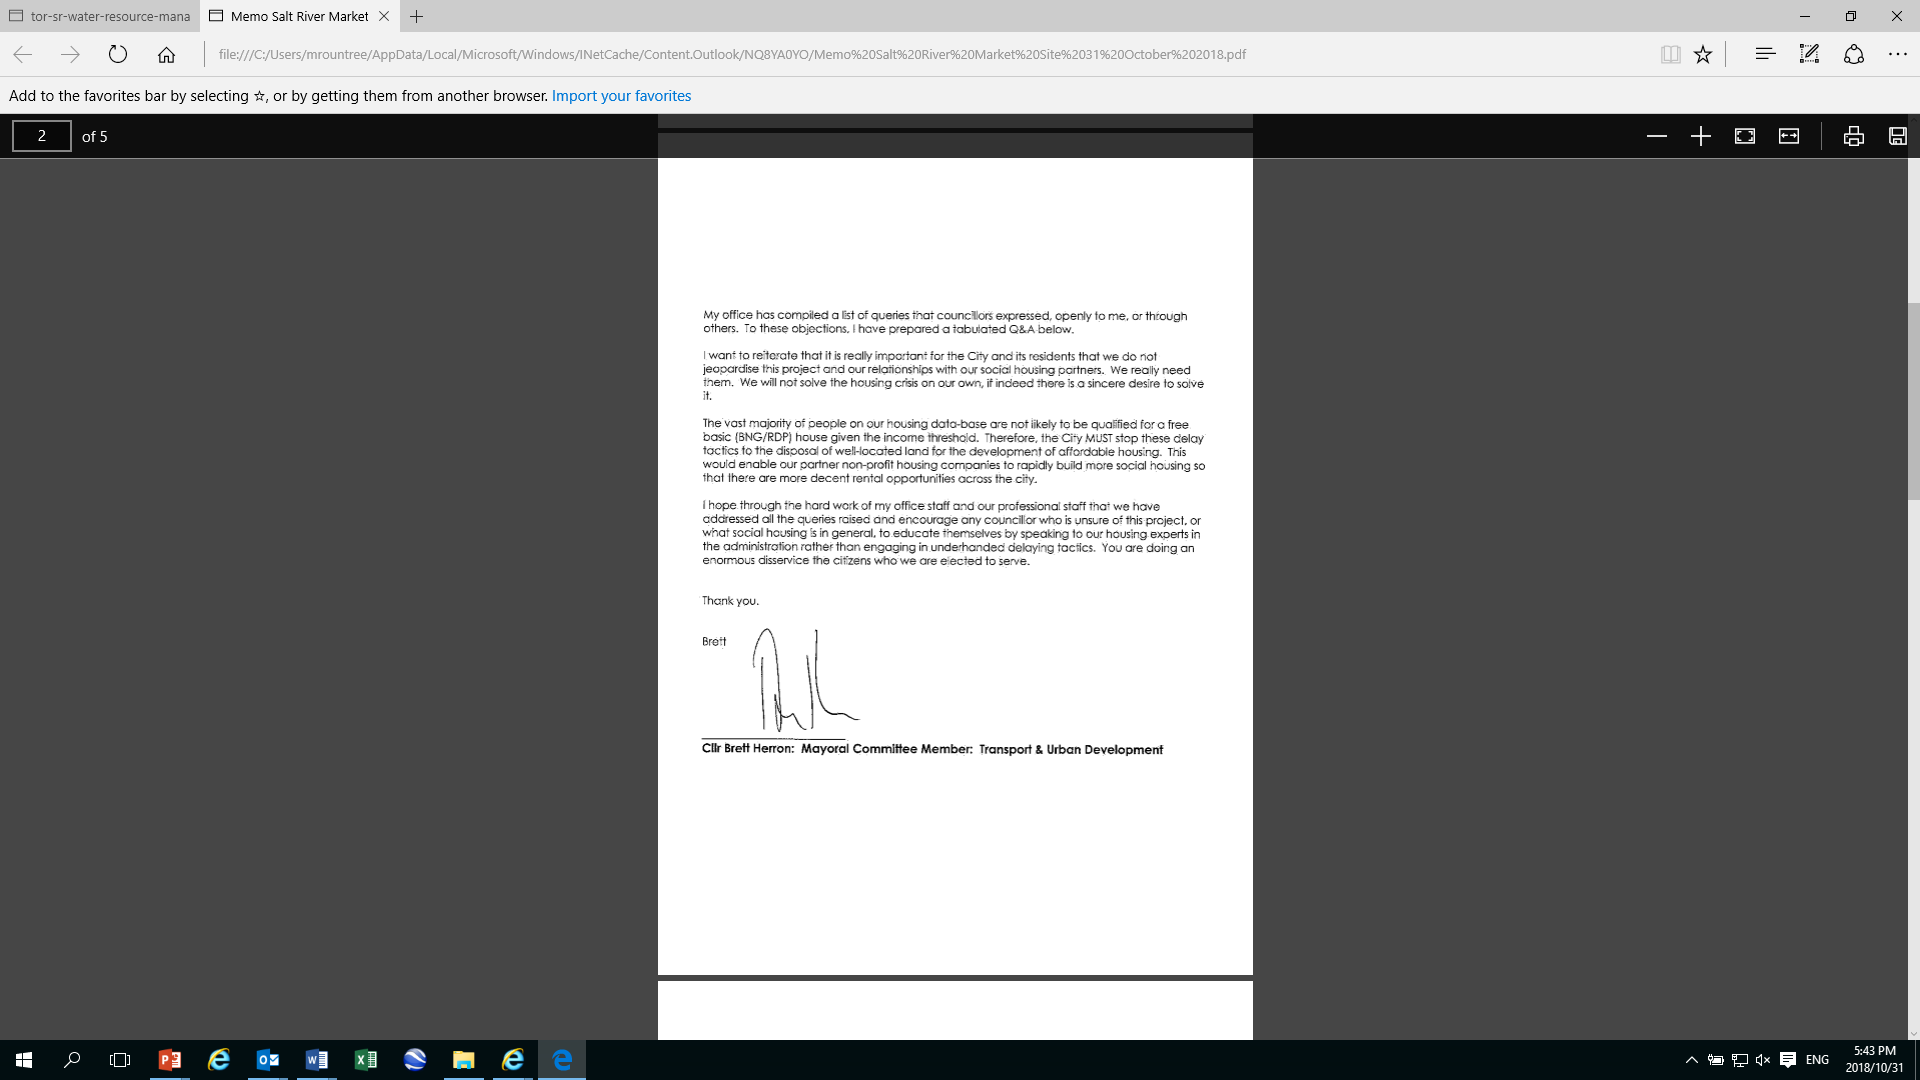 tor-sr-water-resource-mana
Memo Salt River Market
file:///C:/Users/mrountree/AppData/Local/Microsoft/Windows/INetCache/Content.Outlook/NQ8YA0YO/Memo%20Salt%20River%20Market%20Site%2031%20October%202018.pdf
Add to the favorites bar by selecting ☆, or by getting them from another browser. Import your favorites
2 of 5
My office has compiled a list of queries that councillors expressed, openly to me, or through
others. To these objections, I have prepared a tabulated Q&A below.
I want to reiterate that it is really important for the City and its residents that we do not
jeopardise this project and our relationships with our social housing partners. We really need
them. We will not solve the housing crisis on our own, if indeed there is a sincere desire to solve
it.
The vast majority of people on our housing data-base are not likely to be qualified for a free
basic (BNG/RDP) house given the income threshold. Therefore, the City MUST stop these delay
tactics to the disposal of well-located land for the development of affordable housing. This
would enable our partner non-profit housing companies to rapidly build more social housing so
that there are more decent rental opportunities across the city.
I hope through the hard work of my office staff and our professional staff that we have
addressed all the queries raised and encourage any councillor who is unsure of this project, or
what social housing is in general, to educate themselves by speaking to our housing experts in
the administration rather than engaging in underhanded delaying tactics. You are doing an
enormous disservice the citizens who we are elected to serve.
Thank you.
Brett
Cllr Brett Herron: Mayoral Committee Member: Transport & Urban Development
ENG
5:43 PM
2018/10/31